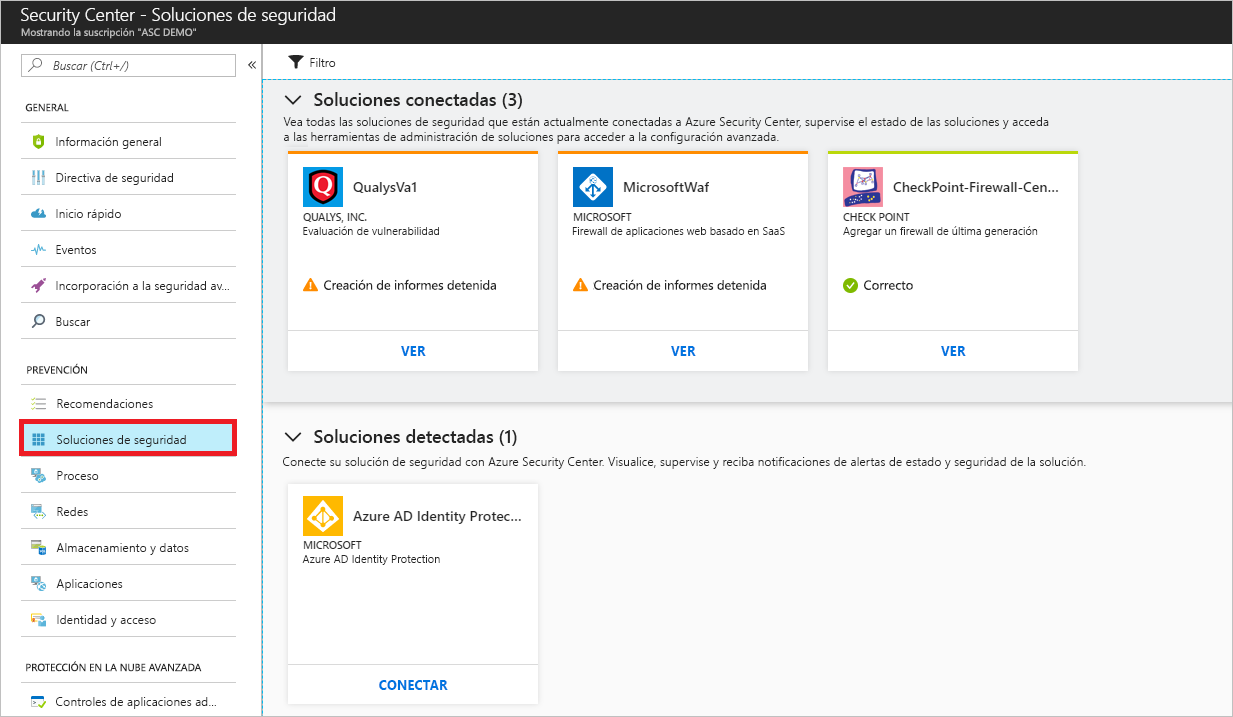 Security Center - Soluciones de seguridad
Mostrando la suscripción "ASC DEMO"
Buscar (Ctrl+/)
«
GENERAL
Información general
Directiva de seguridad
Inicio rápido
Eventos
Incorporación a la seguridad av...
Buscar
PREVENCIÓN
Recomendaciones
Soluciones de seguridad
Proceso
Redes
Almacenamiento y datos
Aplicaciones
Identidad y acceso
PROTECCIÓN EN LA NUBE AVANZADA
Controles de aplicaciones ad...
Filtro
Soluciones conectadas (3)
Vea todas las soluciones de seguridad que están actualmente conectadas a Azure Security Center, supervise el estado de las soluciones y acceda
a las herramientas de administración de soluciones para acceder a la configuración avanzada.
QualysVa1
QUALYS, INC.
Evaluación de vulnerabilidad
Creación de informes detenida
VER
MicrosoftWaf
MICROSOFT
Firewall de aplicaciones web basado en SaaS
Creación de informes detenida
VER
CheckPoint-Firewall-Cen...
CHECK POINT
Agregar un firewall de última generación
Correcto
VER
Soluciones detectadas (1)
Conecte su solución de seguridad con Azure Security Center. Visualice, supervise y reciba notificaciones de alertas de estado y seguridad de la solución.
Azure AD Identity Protec...
MICROSOFT
Azure AD Identity Protection
CONECTAR